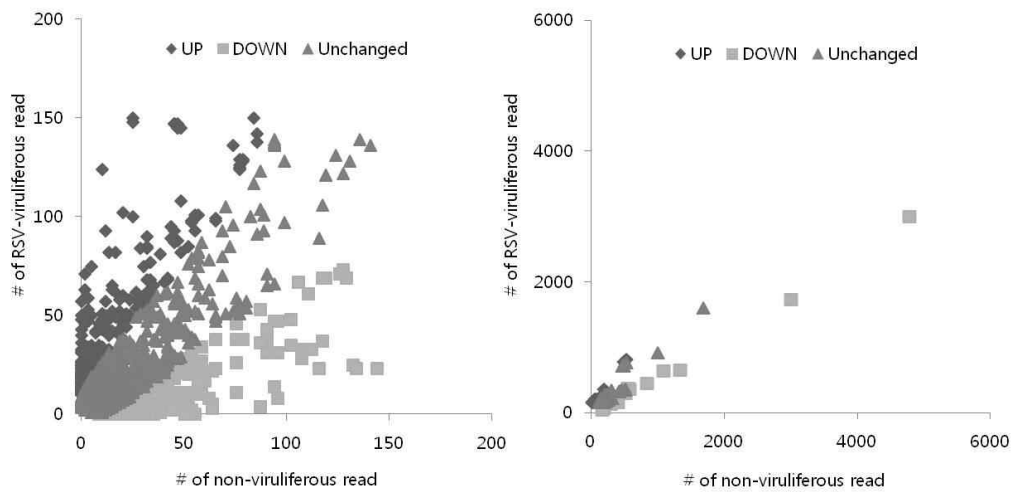 200
UP DOWN Unchanged
150
100
50
0
0 50 100 150 200
# of RSV-viruliferous read
# of non-viruliferous read
6000
UP DOWN Unchanged
4000
2000
0
0 2000 4000 6000
# of RSV-viruliferous read
# of non-viruliferous read